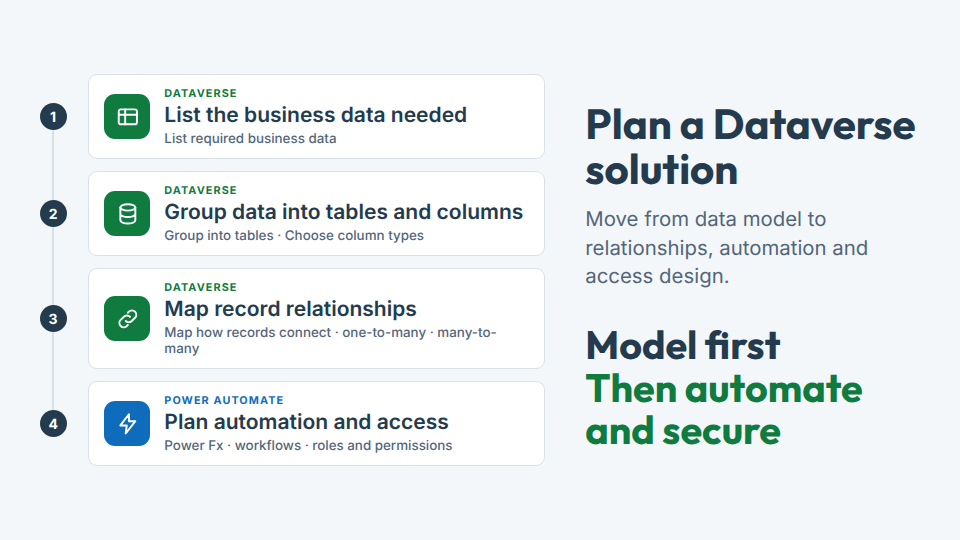 1
DATAVERSE
List the business data needed
List required business data
2
DATAVERSE
Group data into tables and columns
Group into tables · Choose column types
3
DATAVERSE
Map record relationships
Map how records connect · one-to-many · many-to-
many
4
POWER AUTOMATE
Plan automation and access
Power Fx · workflows · roles and permissions
Plan a Dataverse
solution
Move from data model to
relationships, automation and
access design.
Model first
Then automate
and secure